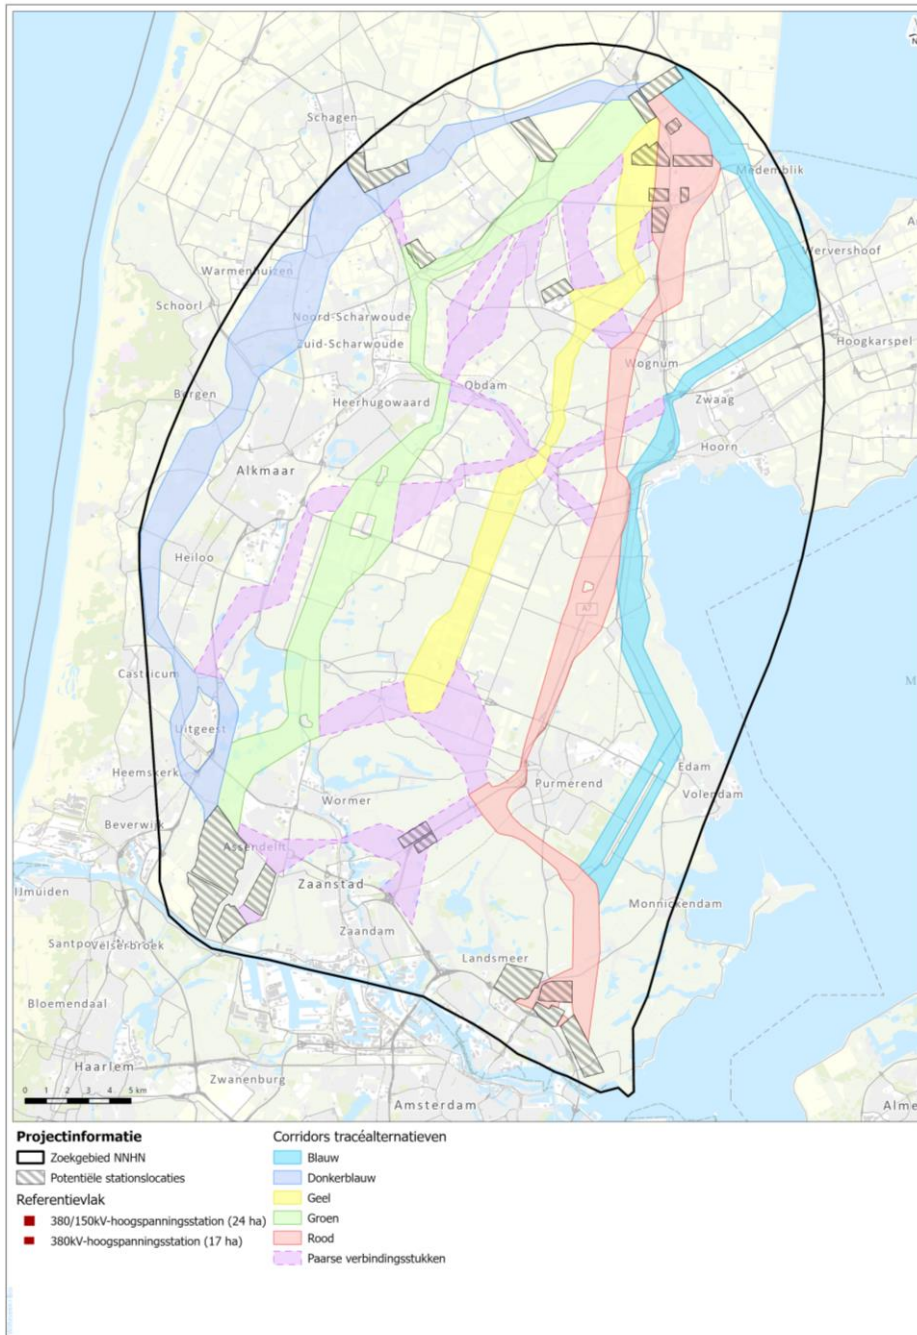 N
Schagen
Medemblik
Wervershoof
Warmenhuizen
Schoorl
Noord-Scharwoude
Zuid-Scharwoude
Hoogkarspel
Wognum
Bergen
Obdam
Heerhugowaard
Zwaag
Hoorn
Alkmaar
Heiloo
A7
Castricum
Uitgeest
Edam
Heemskerk
Purmerend
Volendam
Wormer
Beverwijk
Assendelft
Zaanstad
IJmuiden
Monnickendam
Zaandam
Santpo
Velserbroek
Landsmeer
Bloemendaal
Haarlem
Zwanenburg
0 1 2 3 4 5 km
Amsterdam
Alme
Projectinformatie
Zoekgebied NNHN
Potentiële stationslocaties
Referentievlak
380/150kV-hoogspanningsstation (24 ha)
380kV-hoogspanningsstation (17 ha)
Corridors tracéalternatieven
Blauw
Donkerblauw
Geel
Groen
Rood
Paarse verbindingsstukken